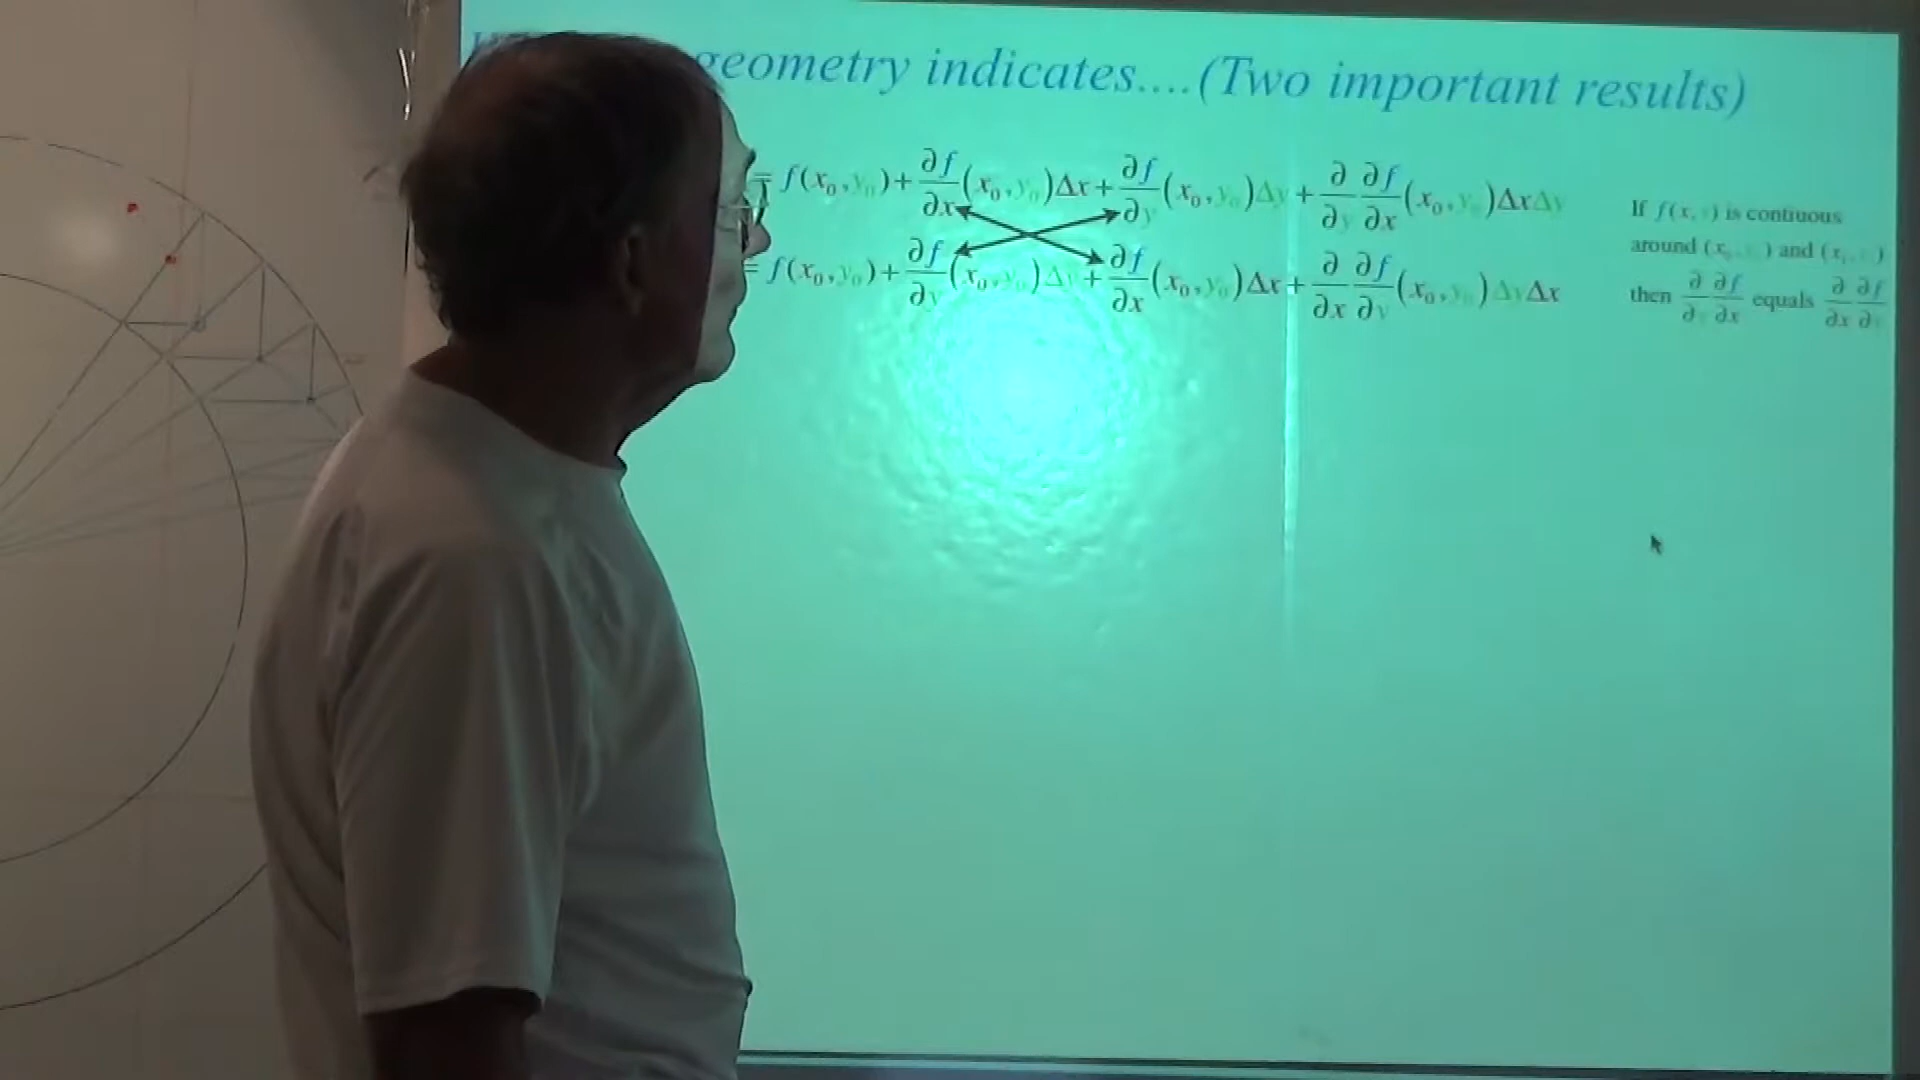 geometry indicates....(Two important results)
= f(x₀,y₀)+ ∂f/∂x (x₀,y₀)Δx+ ∂f/∂y (x₀,y₀)Δy+ ∂/∂y ∂f/∂x (x₀,y₀)ΔxΔy
= f(x₀,y₀)+ ∂f/∂y (x₀,y₀)Δy+ ∂f/∂x (x₀,y₀)Δx+ ∂/∂x ∂f/∂y (x₀,y₀)ΔyΔx
If f(x, ) is contiuous
around (x₀, ) and (x₁, )
then ∂/∂ ∂f/∂x equals ∂/∂x ∂f/∂